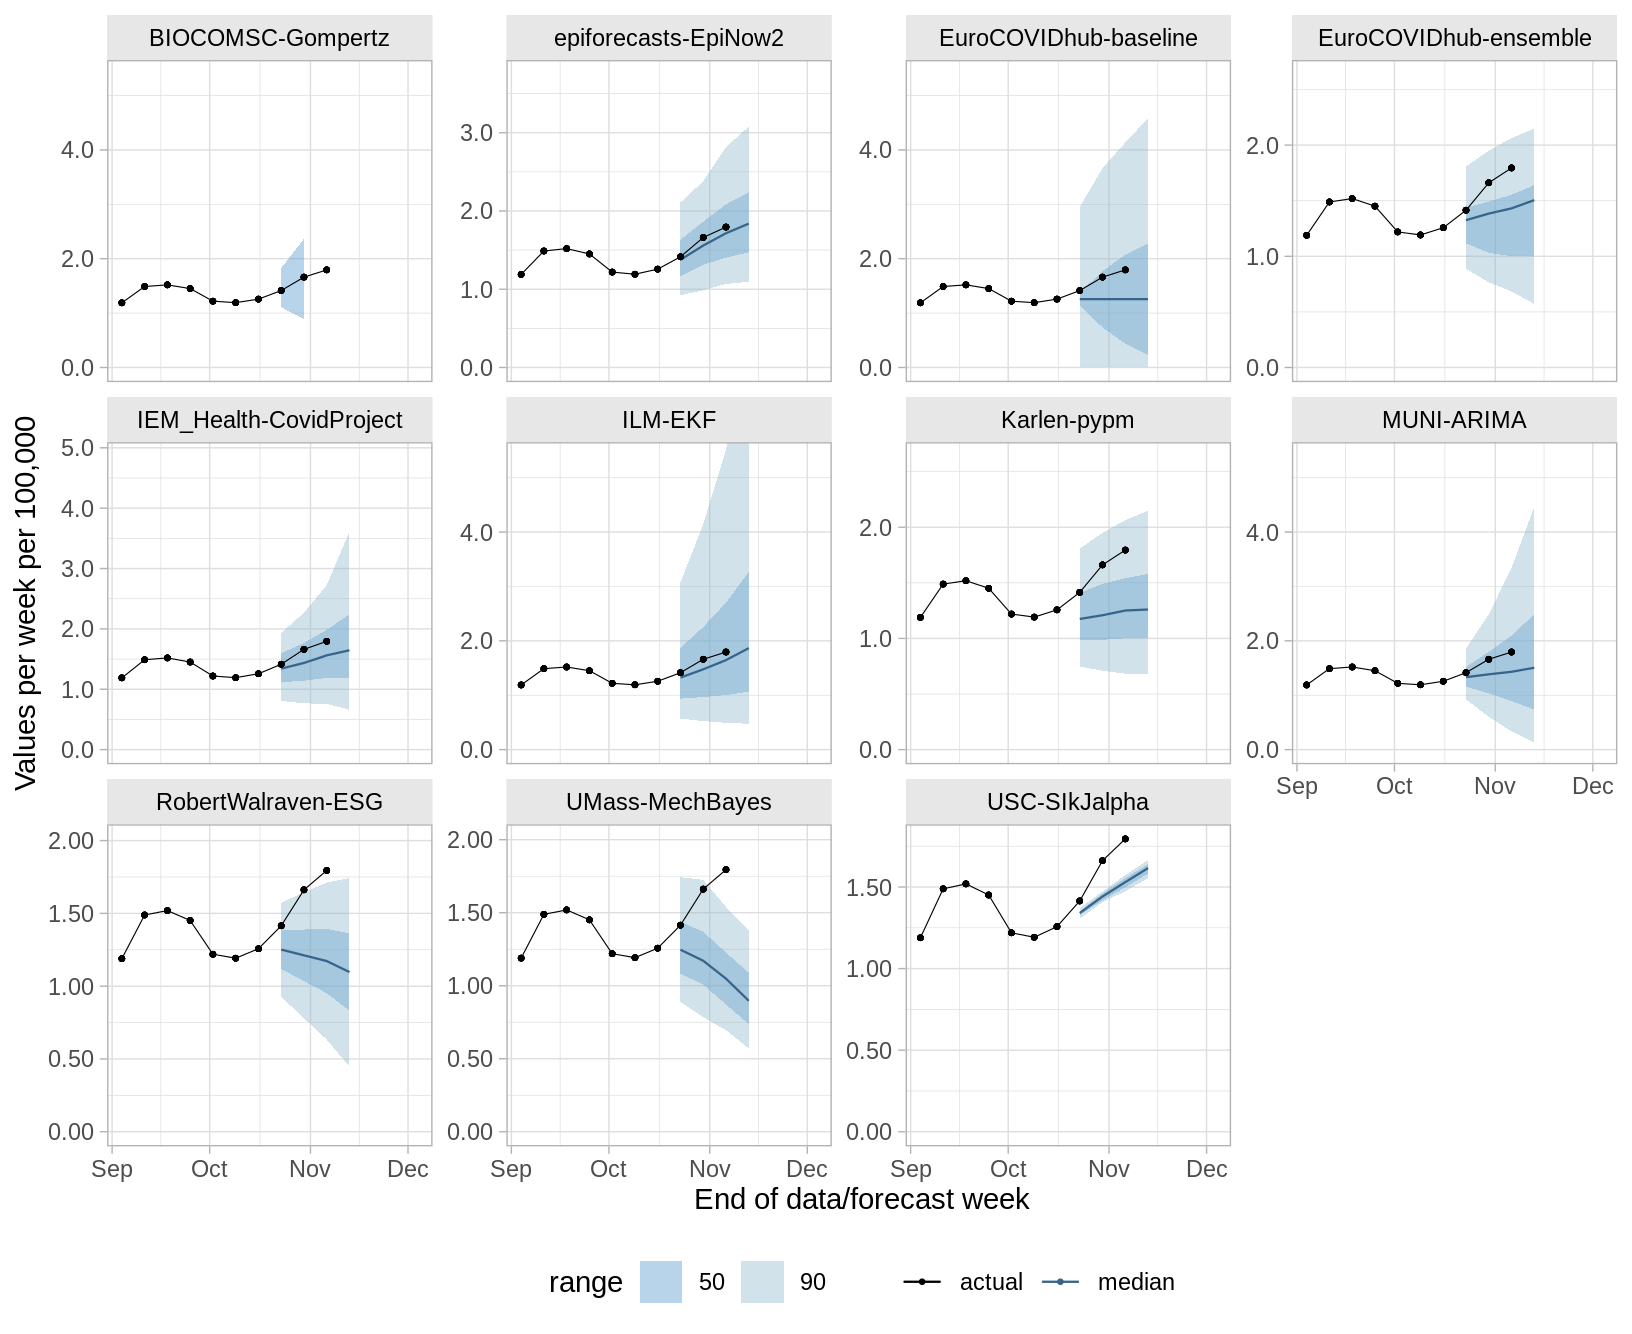 BIOCOMSC-Gompertz
epiforecasts-EpiNow2
EuroCOVIDhub-baseline
EuroCOVIDhub-ensemble
4.0
2.0
0.0
3.0
2.0
1.0
0.0
4.0
2.0
0.0
2.0
1.0
0.0
IEM_Health-CovidProject
ILM-EKF
Karlen-pypm
MUNI-ARIMA
5.0
4.0
3.0
2.0
1.0
0.0
4.0
2.0
0.0
2.0
1.0
0.0
4.0
2.0
0.0
Sep Oct Nov Dec
Values per week per 100,000
RobertWalraven-ESG
UMass-MechBayes
USC-SIkJalpha
2.00
1.50
1.00
0.50
0.00
2.00
1.50
1.00
0.50
0.00
1.50
1.00
0.50
0.00
Sep Oct Nov Dec
Sep Oct Nov Dec
Sep Oct Nov Dec
End of data/forecast week
range 50 90 actual median